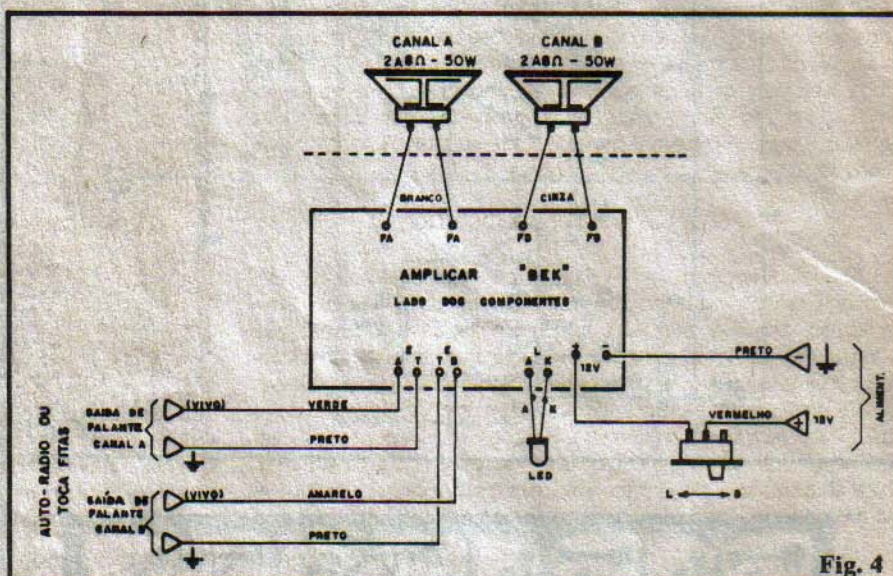 CANAL A
2 A 8Ω - 50W
CANAL B
2 A 8Ω - 50W
BRANCO
CINZA
FA
FA
FB
FB
AMPLICAR "BEK"
LADO DOS COMPONENTES
E
E
A
T
T
B
L
A
K
+
-
12V
PRETO
ALIMENT.
AUTO-RADIO OU
TOCA FITAS
SAIDA DE
FALANTE
CANAL A
(VIVO)
VERDE
PRETO
A
K
LED
VERMELHO
12V
L
D
SAÍDA DE
FALANTE
CANAL B
(VIVO)
AMARELO
PRETO
Fig. 4